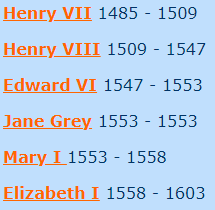 Henry VII 1485 - 1509
Henry VIII 1509 - 1547
Edward VI 1547 - 1553
Jane Grey 1553 - 1553
Mary I 1553 - 1558
Elizabeth I 1558 - 1603